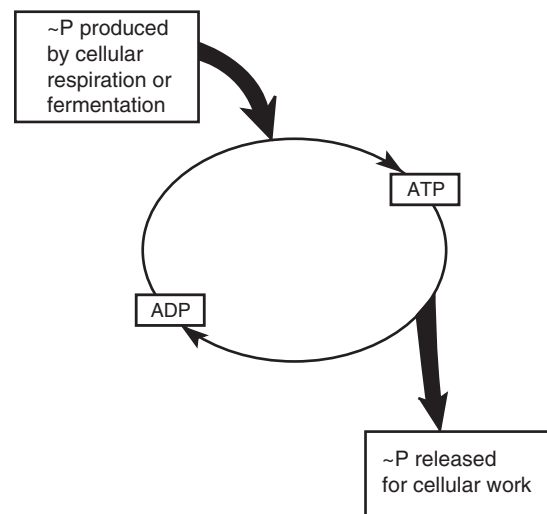 ~P produced
by cellular
respiration or
fermentation
ATP
ADP
~P released
for cellular work